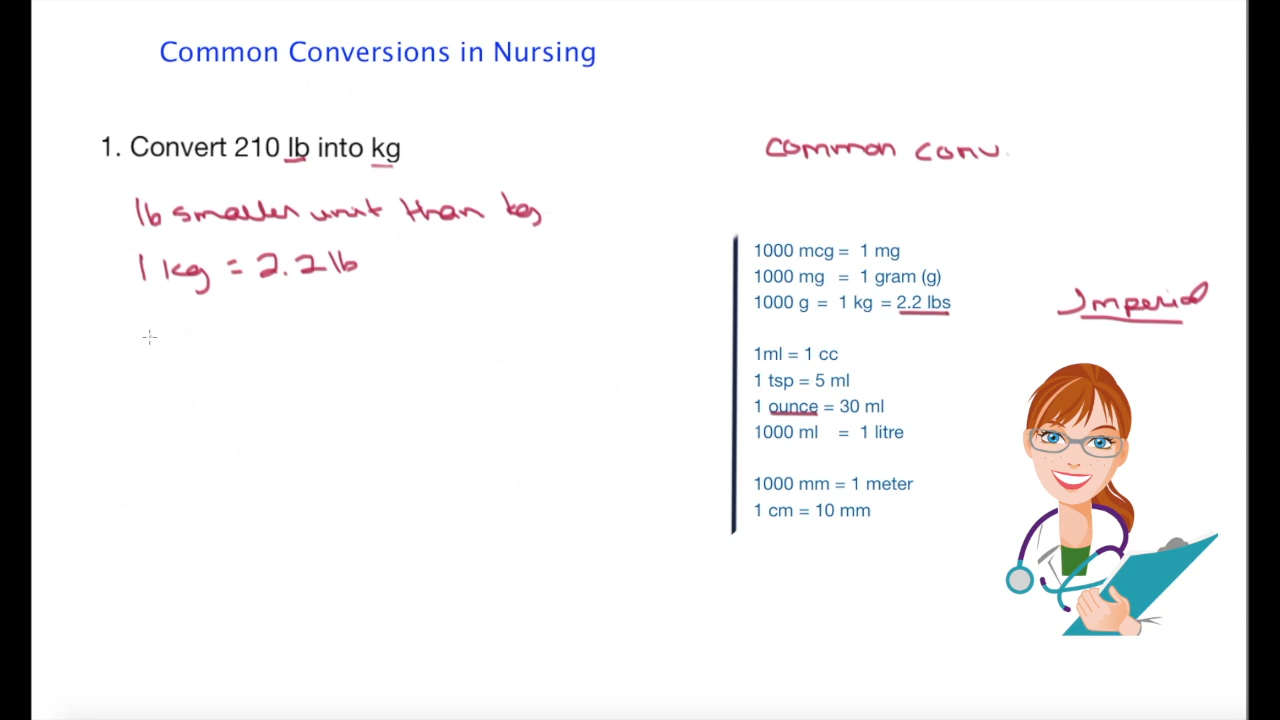 Common Conversions in Nursing
1. Convert 210 lb into kg
lb smaller unit than kg
1 kg = 2.2 lb
common conv.
1000 mcg = 1 mg
1000 mg = 1 gram (g)
1000 g = 1 kg = 2.2 lbs
Imperial
1ml = 1 cc
1 tsp = 5 ml
1 ounce = 30 ml
1000 ml = 1 litre
1000 mm = 1 meter
1 cm = 10 mm